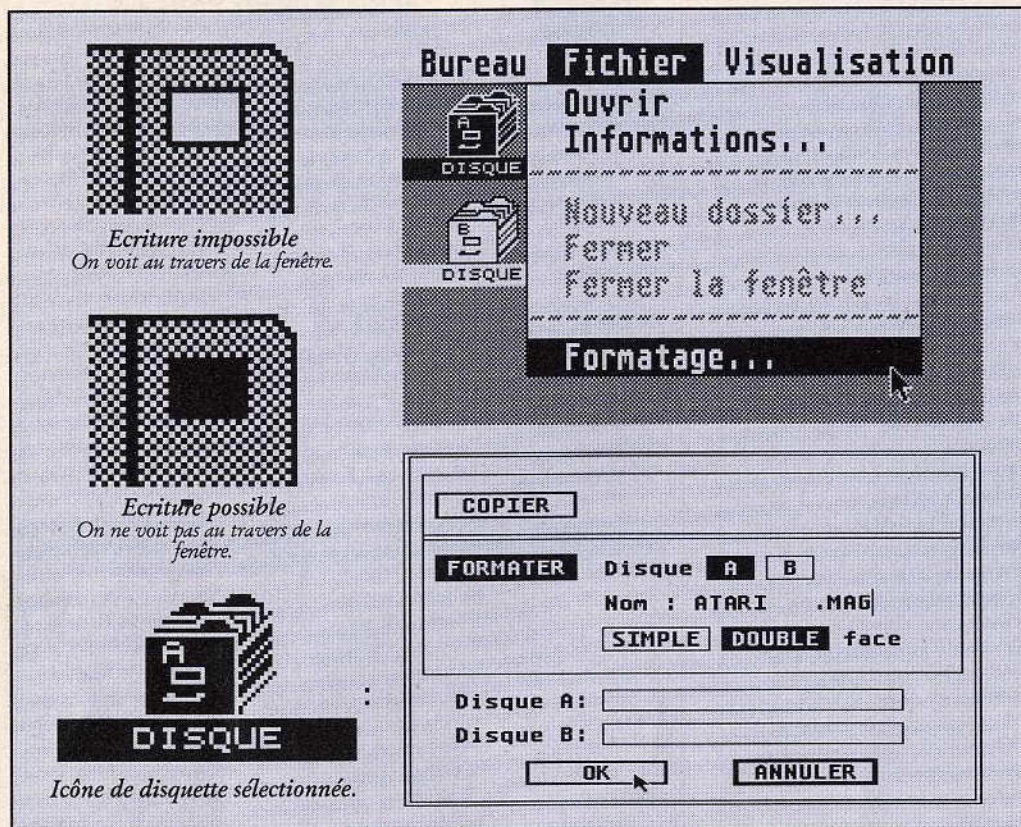 Ecriture impossible
On voit au travers de la fenêtre.
Ecriture possible
On ne voit pas au travers de la
fenêtre.
A
DISQUE
:
Icône de disquette sélectionnée.
Bureau Fichier Visualisation
Ouvrir
Informations...
Nouveau dossier...
Fermer
Fermer la fenêtre
Formatage...
A
DISQUE
B
DISQUE
COPIER
FORMATER Disque A B
Nom : ATARI .MAG
SIMPLE DOUBLE face
Disque A:
Disque B:
OK ANNULER